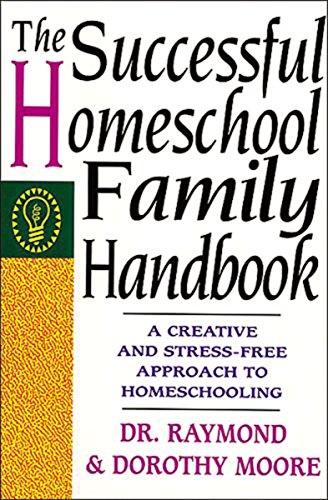 The Successful
Homeschool
Family
Handbook
A CREATIVE
AND STRESS-FREE
APPROACH TO
HOMESCHOOLING
DR. RAYMOND
& DOROTHY MOORE